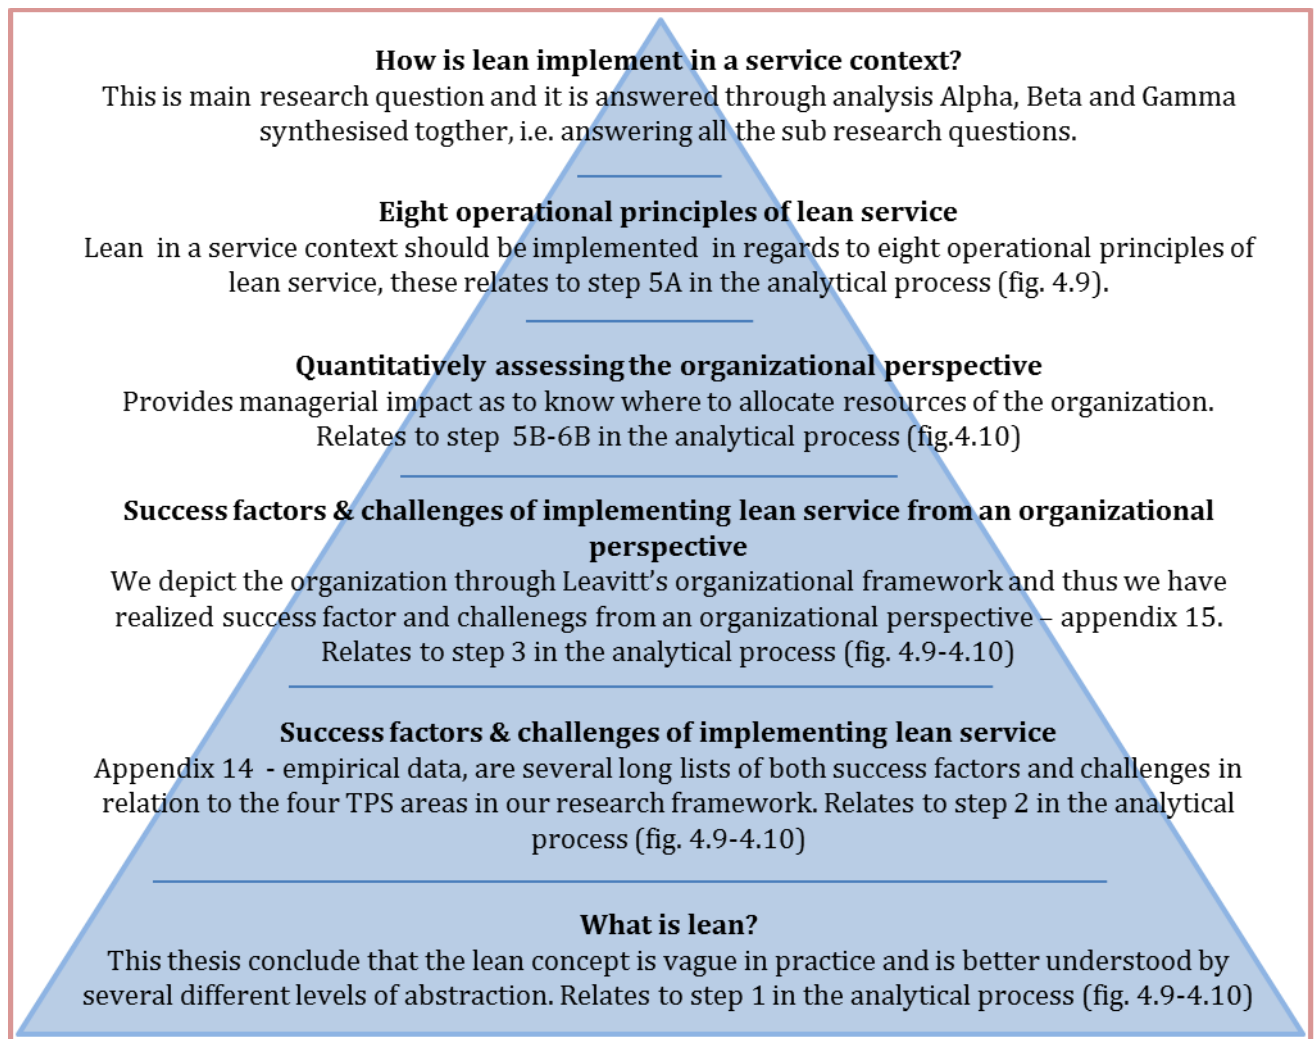 How is lean implement in a service context?
This is main research question and it is answered through analysis Alpha, Beta and Gamma
synthesised togther, i.e. answering all the sub research questions.
Eight operational principles of lean service
Lean in a service context should be implemented in regards to eight operational principles of
lean service, these relates to step 5A in the analytical process (fig. 4.9).
Quantitatively assessing the organizational perspective
Provides managerial impact as to know where to allocate resources of the organization.
Relates to step 5B-6B in the analytical process (fig.4.10)
Success factors & challenges of implementing lean service from an organizational
perspective
We depict the organization through Leavitt’s organizational framework and thus we have
realized success factor and challenegs from an organizational perspective – appendix 15.
Relates to step 3 in the analytical process (fig. 4.9-4.10)
Success factors & challenges of implementing lean service
Appendix 14 - empirical data, are several long lists of both success factors and challenges in
relation to the four TPS areas in our research framework. Relates to step 2 in the analytical
process (fig. 4.9-4.10)
What is lean?
This thesis conclude that the lean concept is vague in practice and is better understood by
several different levels of abstraction. Relates to step 1 in the analytical process (fig. 4.9-4.10)